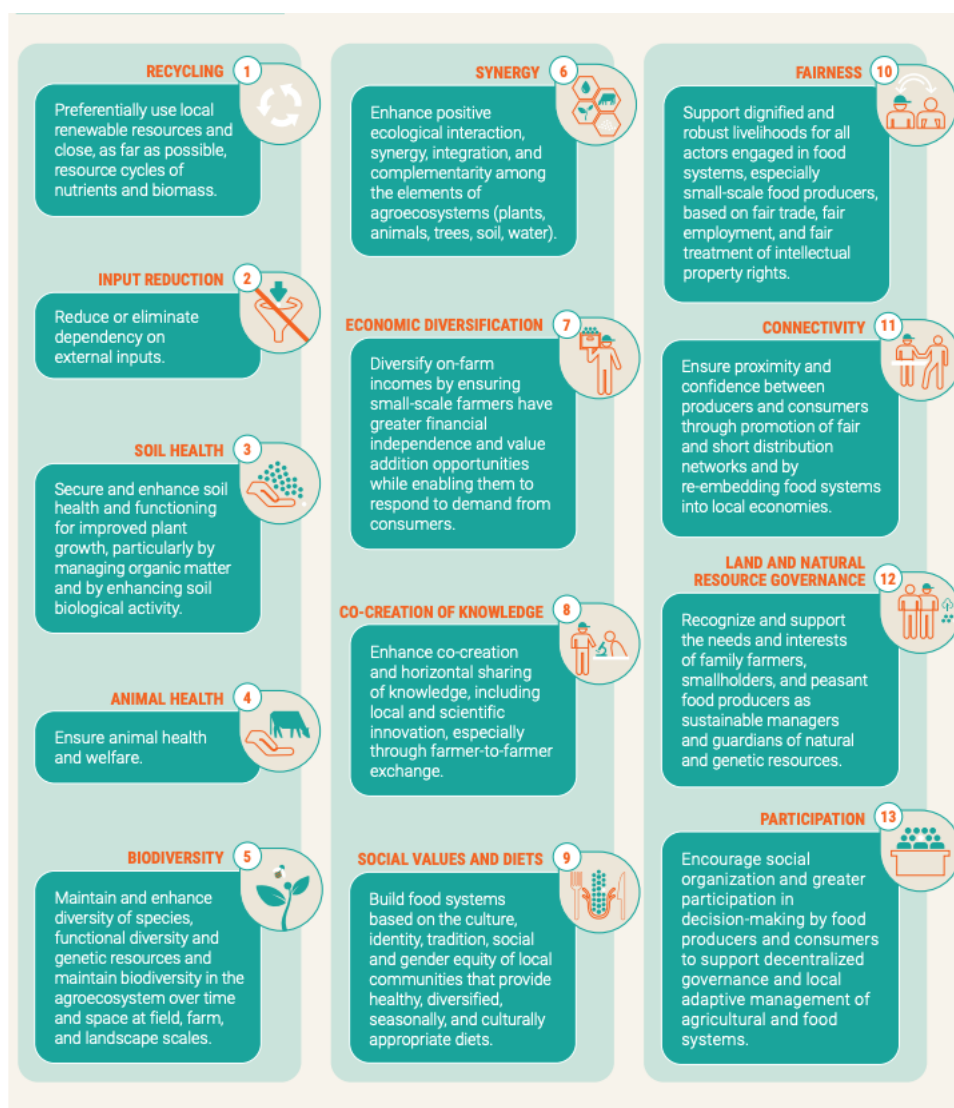 RECYCLING 1
Preferentially use local
renewable resources and
close, as far as possible,
resource cycles of
nutrients and biomass.
INPUT REDUCTION 2
Reduce or eliminate
dependency on
external inputs.
SOIL HEALTH 3
Secure and enhance soil
health and functioning
for improved plant
growth, particularly by
managing organic matter
and by enhancing soil
biological activity.
ANIMAL HEALTH 4
Ensure animal health
and welfare.
BIODIVERSITY 5
Maintain and enhance
diversity of species,
functional diversity and
genetic resources and
maintain biodiversity in the
agroecosystem over time
and space at field, farm,
and landscape scales.
SYNERGY 6
Enhance positive
ecological interaction,
synergy, integration, and
complementarity among
the elements of
agroecosystems (plants,
animals, trees, soil, water).
ECONOMIC DIVERSIFICATION 7
Diversify on-farm
incomes by ensuring
small-scale farmers have
greater financial
independence and value
addition opportunities
while enabling them to
respond to demand from
consumers.
CO-CREATION OF KNOWLEDGE 8
Enhance co-creation
and horizontal sharing
of knowledge, including
local and scientific
innovation, especially
through farmer-to-farmer
exchange.
SOCIAL VALUES AND DIETS 9
Build food systems
based on the culture,
identity, tradition, social
and gender equity of local
communities that provide
healthy, diversified,
seasonally, and culturally
appropriate diets.
FAIRNESS 10
Support dignified and
robust livelihoods for all
actors engaged in food
systems, especially
small-scale food producers,
based on fair trade, fair
employment, and fair
treatment of intellectual
property rights.
CONNECTIVITY 11
Ensure proximity and
confidence between
producers and consumers
through promotion of fair
and short distribution
networks and by
re-embedding food systems
into local economies.
LAND AND NATURAL
RESOURCE GOVERNANCE 12
Recognize and support
the needs and interests
of family farmers,
smallholders, and peasant
food producers as
sustainable managers
and guardians of natural
and genetic resources.
PARTICIPATION 13
Encourage social
organization and greater
participation in
decision-making by food
producers and consumers
to support decentralized
governance and local
adaptive management of
agricultural and food
systems.